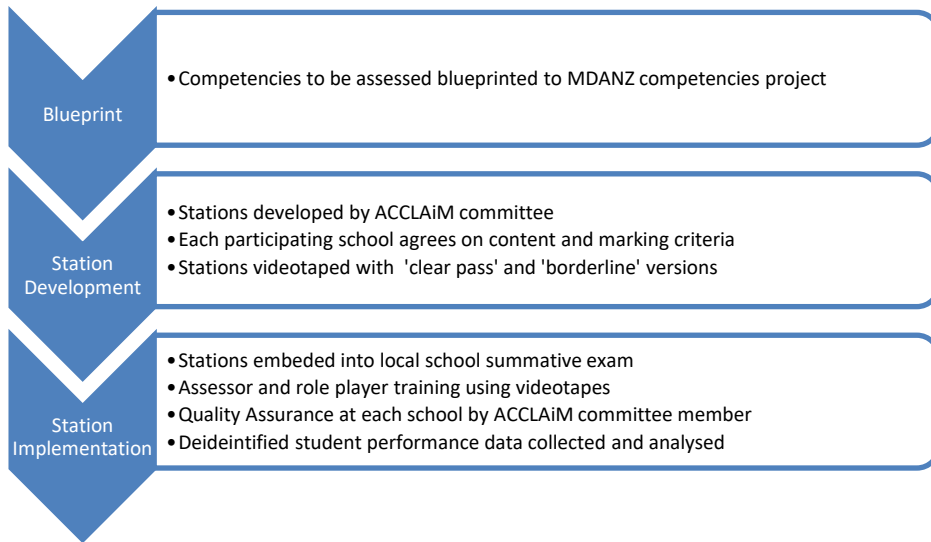 Blueprint
•Competencies to be assessed blueprinted to MDANZ competencies project
Station
Development
•Stations developed by ACCLAiM committee
•Each participating school agrees on content and marking criteria
•Stations videotaped with 'clear pass' and 'borderline' versions
Station
Implementation
•Stations embeded into local school summative exam
•Assessor and role player training using videotapes
•Quality Assurance at each school by ACCLAiM committee member
•Deideintified student performance data collected and analysed